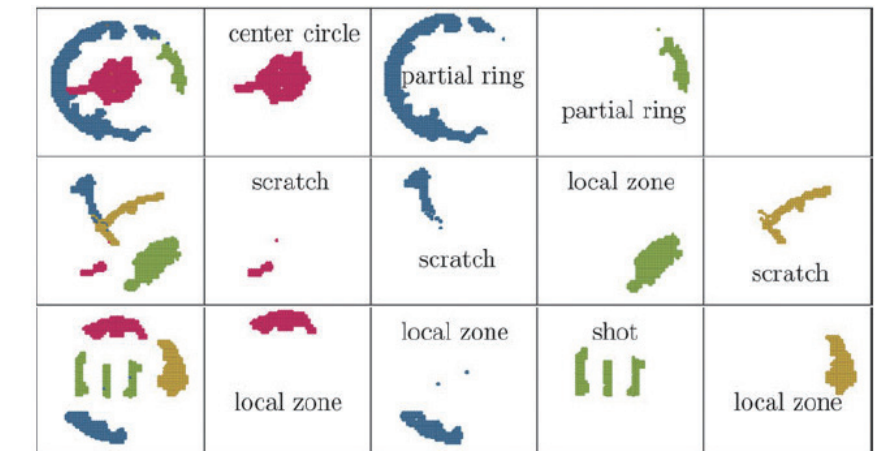 center circle
partial ring
partial ring
scratch
scratch
local zone
scratch
local zone
local zone
shot
local zone